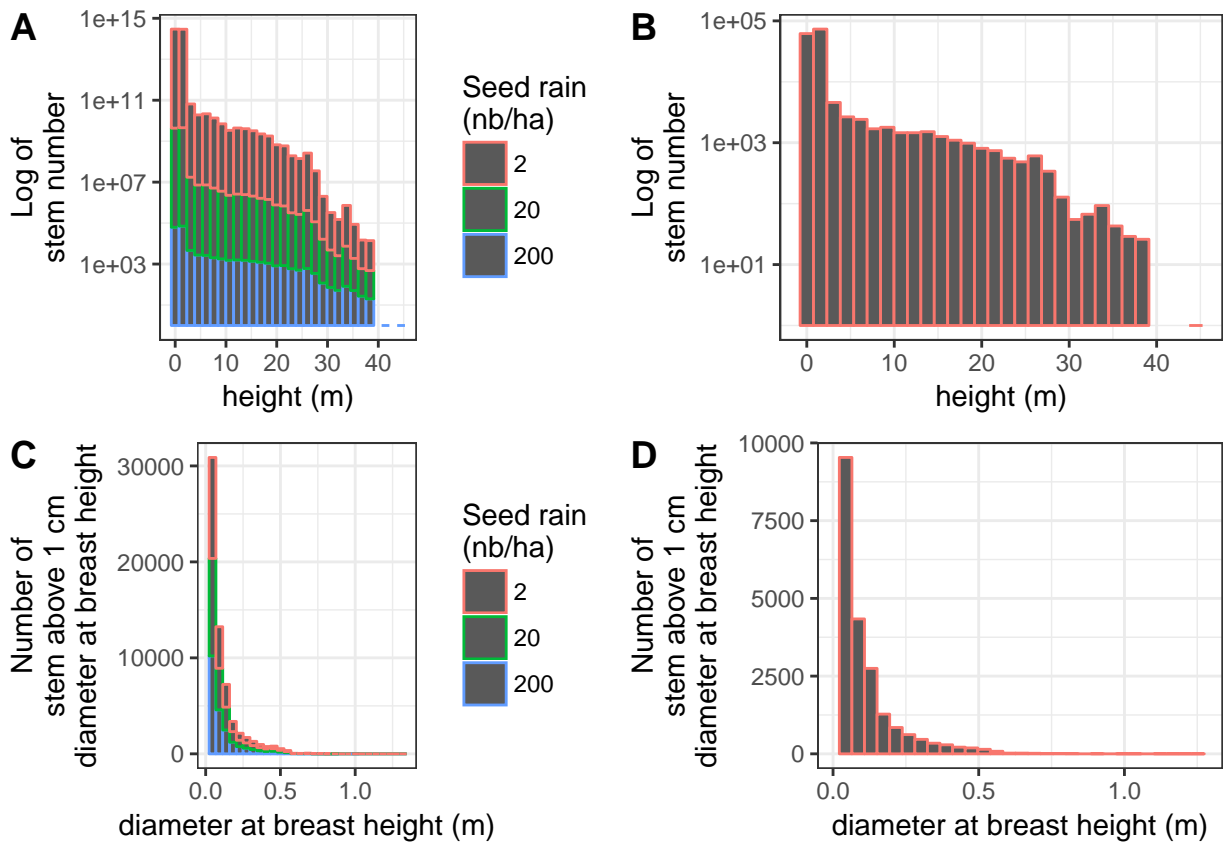 A
Log of
stem number
1e+15
1e+11
1e+07
1e+03
0 10 20 30 40
height (m)
Seed rain
(nb/ha)
2
20
200
B
Log of
stem number
1e+05
1e+03
1e+01
0 10 20 30 40
height (m)
C
Number of
stem above 1 cm
diameter at breast height
30000
20000
10000
0
0.0 0.5 1.0
diameter at breast height (m)
Seed rain
(nb/ha)
2
20
200
D
Number of
stem above 1 cm
diameter at breast height
10000
7500
5000
2500
0
0.0 0.5 1.0
diameter at breast height (m)